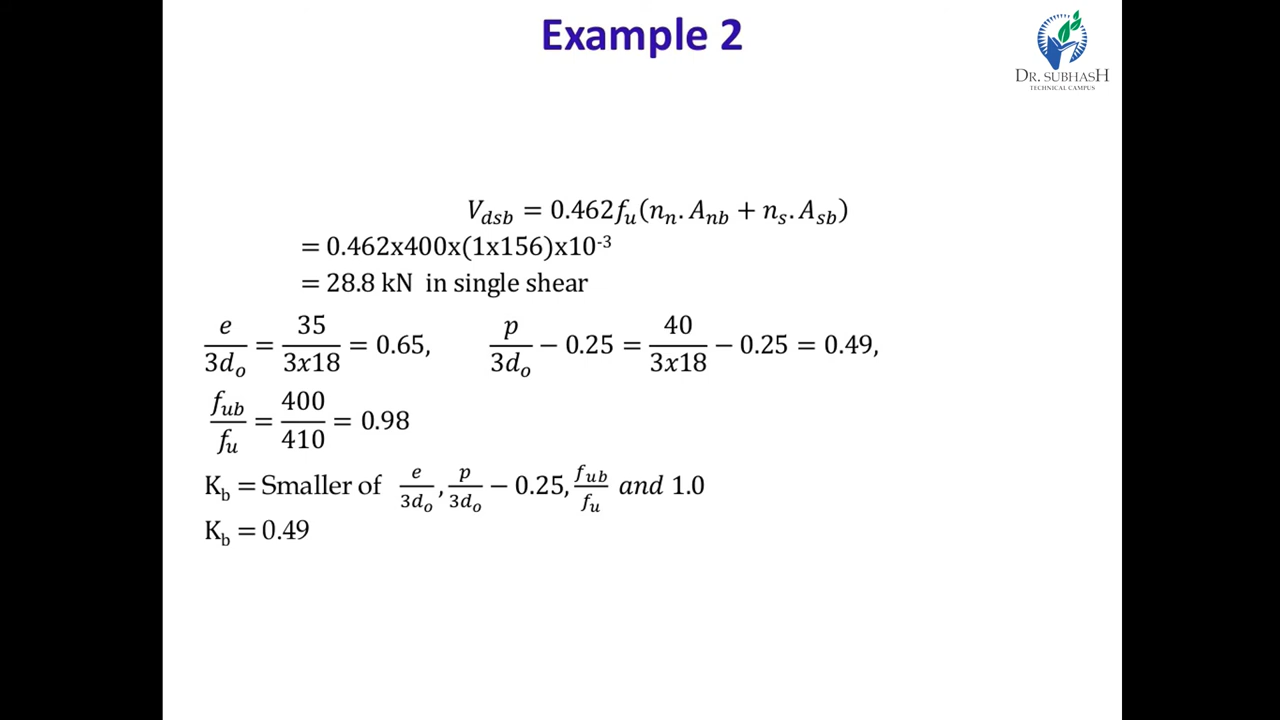 Example 2
DR. SUBHASH
TECHNICAL CAMPUS
V_dsb = 0.462f_u(n_n. A_nb + n_s. A_sb)
= 0.462x400x(1x156)x10^-3
= 28.8 kN in single shear
e/3d_o = 35/3x18 = 0.65, p/3d_o − 0.25 = 40/3x18 − 0.25 = 0.49,
f_ub/f_u = 400/410 = 0.98
K_b = Smaller of e/3d_o, p/3d_o − 0.25, f_ub/f_u and 1.0
K_b = 0.49